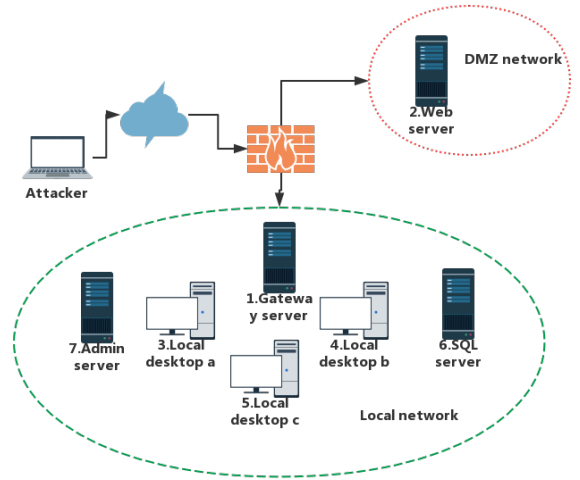 DMZ network
2.Web
server
Attacker
1.Gatewa
y server
7.Admin
server
3.Local
desktop a
4.Local
desktop b
6.SQL
server
5.Local
desktop c
Local network